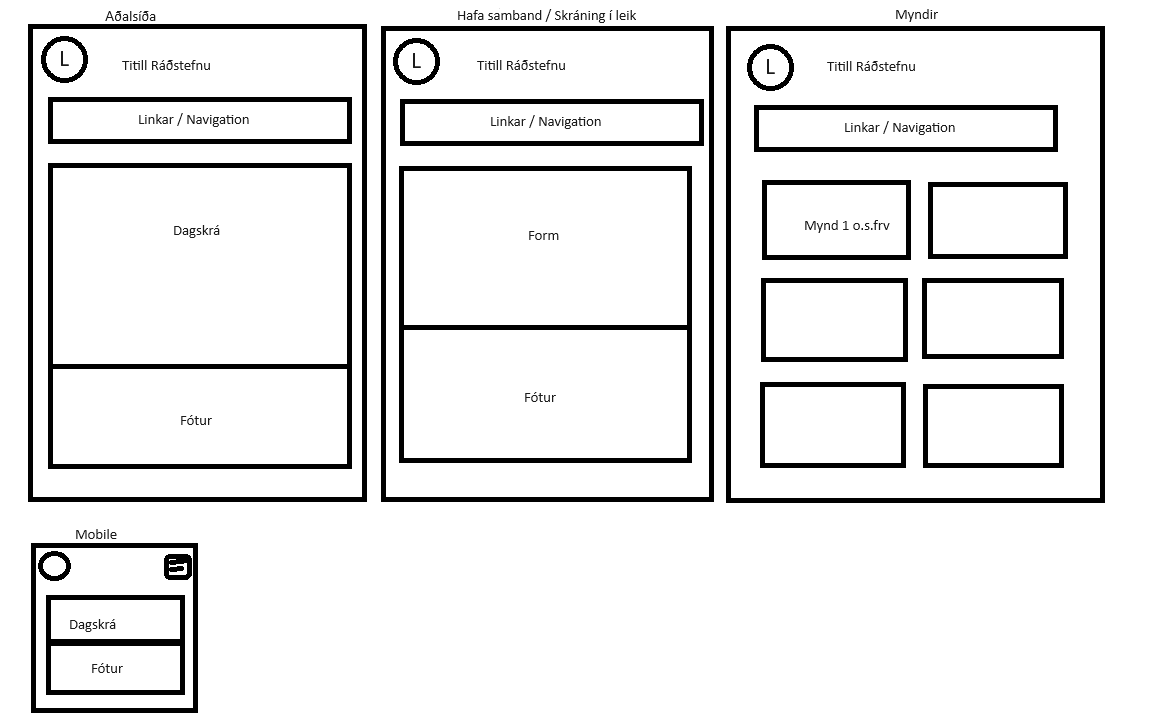 Aðalsíða
L
Titill Ráðstefnu
Linkar / Navigation
Dagskrá
Fótur
Hafa samband / Skráning í leik
L
Titill Ráðstefnu
Linkar / Navigation
Form
Fótur
Myndir
L
Titill Ráðstefnu
Linkar / Navigation
Mynd 1 o.s.frv
Mobile
Dagskrá
Fótur